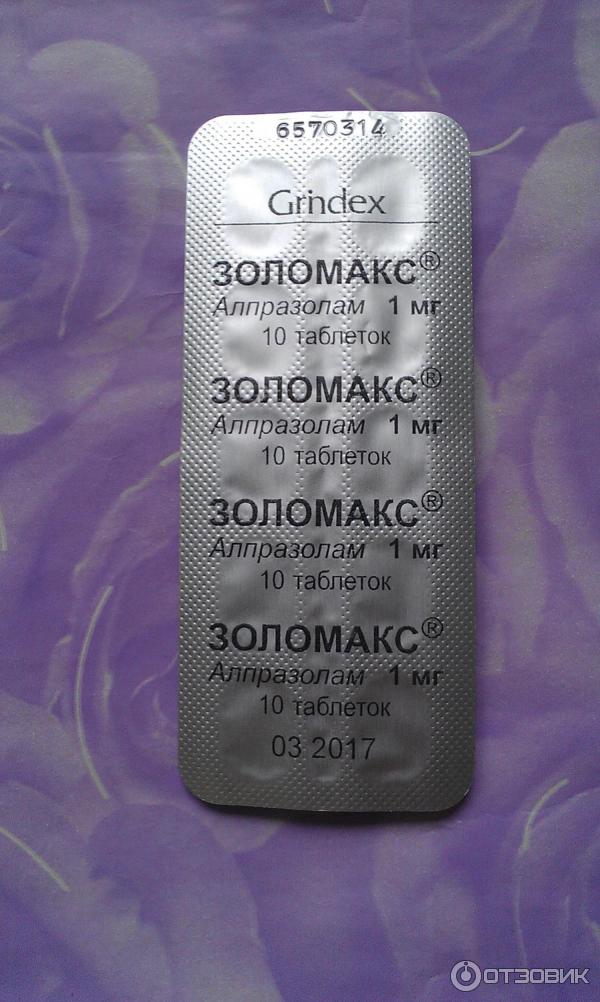 6570314
Grindex
ЗОЛОМАКС®
Алпразолам 1 мг
10 таблеток
ЗОЛОМАКС®
Алпразолам 1 мг
10 таблеток
ЗОЛОМАКС®
Алпразолам 1 мг
10 таблеток
ЗОЛОМАКС®
Алпразолам 1 мг
10 таблеток
03 2017
ОТЗОВИК